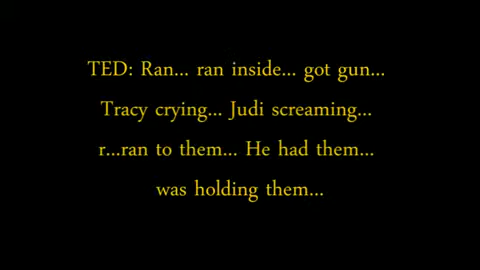 TED: Ran... ran inside... got gun...
Tracy crying... Judi screaming...
r...ran to them... He had them...
was holding them...